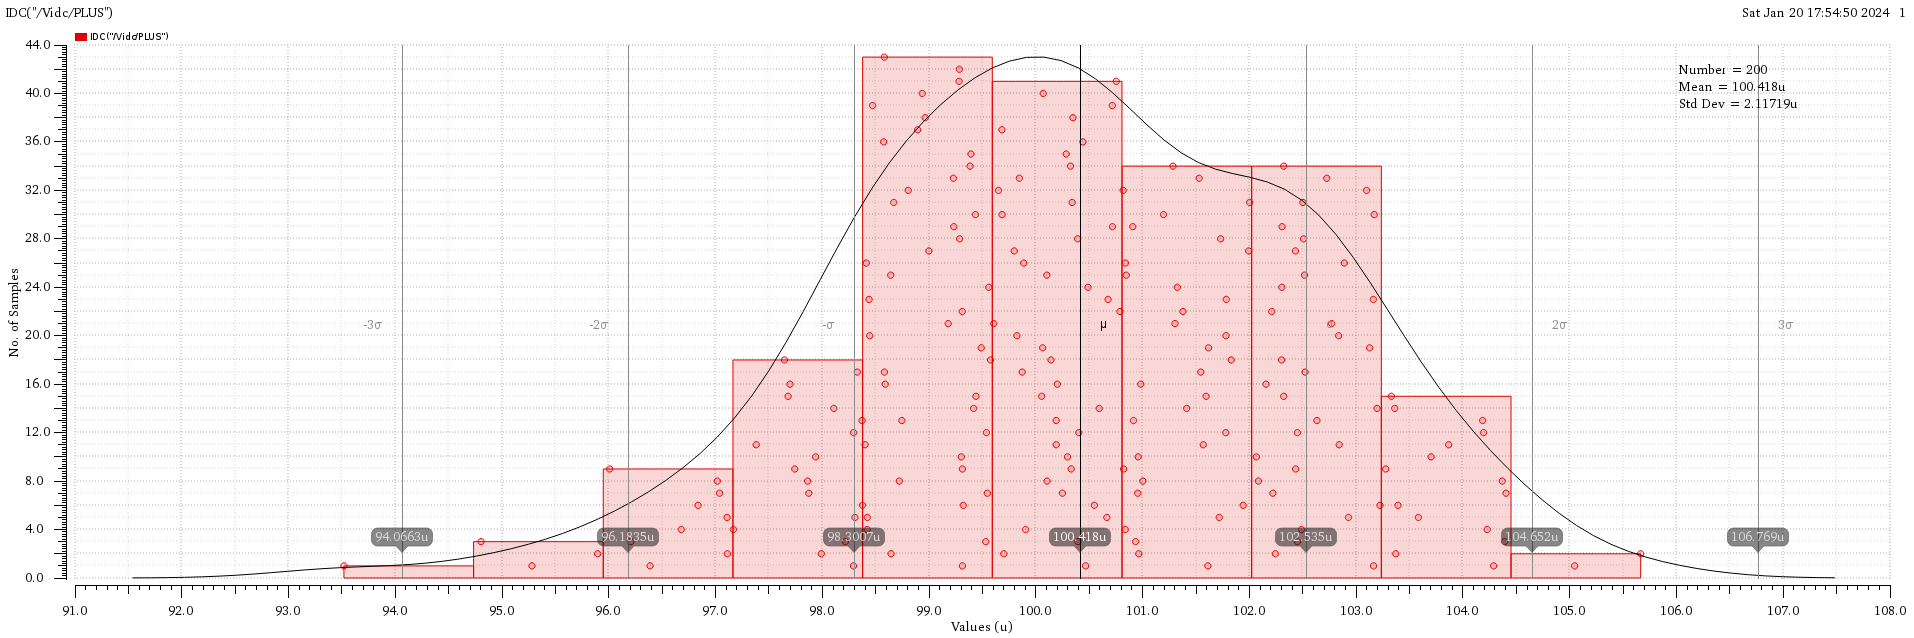 IDC("/Vidc/PLUS")
Sat Jan 20 17:54:50 2024 1
IDC("/Vidc/PLUS")
Number = 200
Mean = 100.418u
Std Dev = 2.11719u
No. of Samples
44.0
40.0
36.0
32.0
28.0
24.0
20.0
16.0
12.0
8.0
4.0
0.0
-3σ -2σ -σ μ σ 2σ 3σ
94.0663u 96.1835u 98.3007u 100.418u 102.535u 104.652u 106.769u
91.0 92.0 93.0 94.0 95.0 96.0 97.0 98.0 99.0 100.0 101.0 102.0 103.0 104.0 105.0 106.0 107.0 108.0
Values (u)